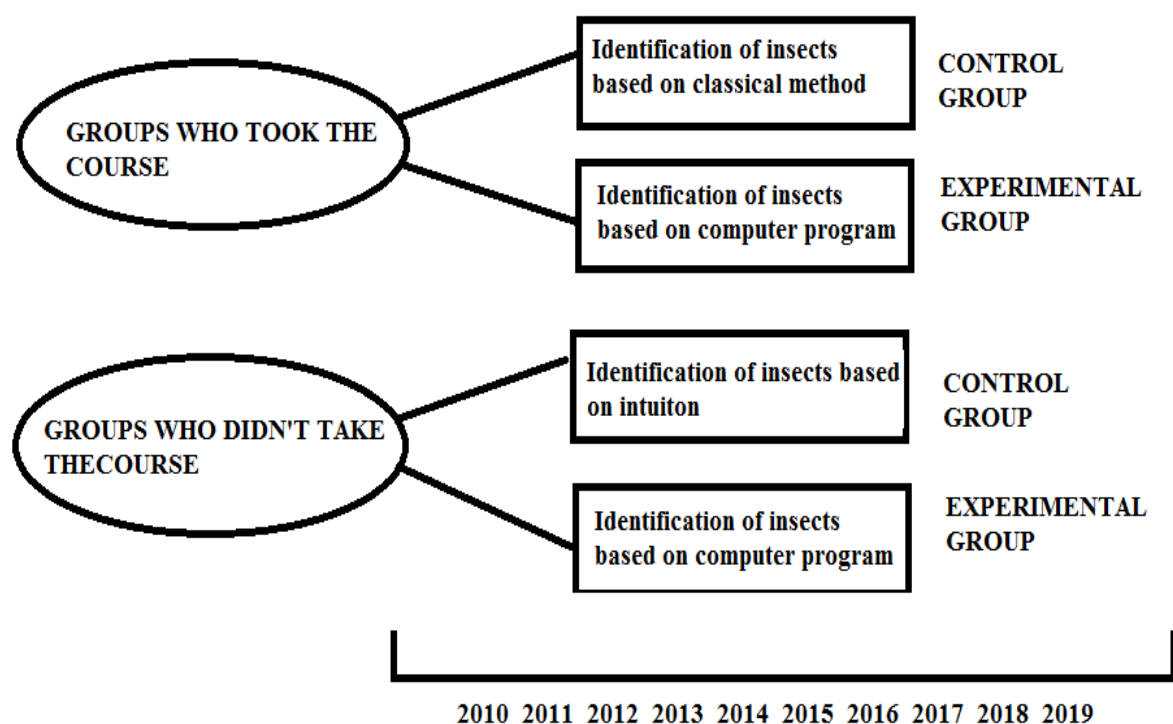 GROUPS WHO TOOK THE
COURSE
Identification of insects
based on classical method
CONTROL
GROUP
Identification of insects
based on computer program
EXPERIMENTAL
GROUP
GROUPS WHO DIDN'T TAKE
THECOURSE
Identification of insects based
on intuiton
CONTROL
GROUP
Identification of insects
based on computer program
EXPERIMENTAL
GROUP
2010 2011 2012 2013 2014 2015 2016 2017 2018 2019